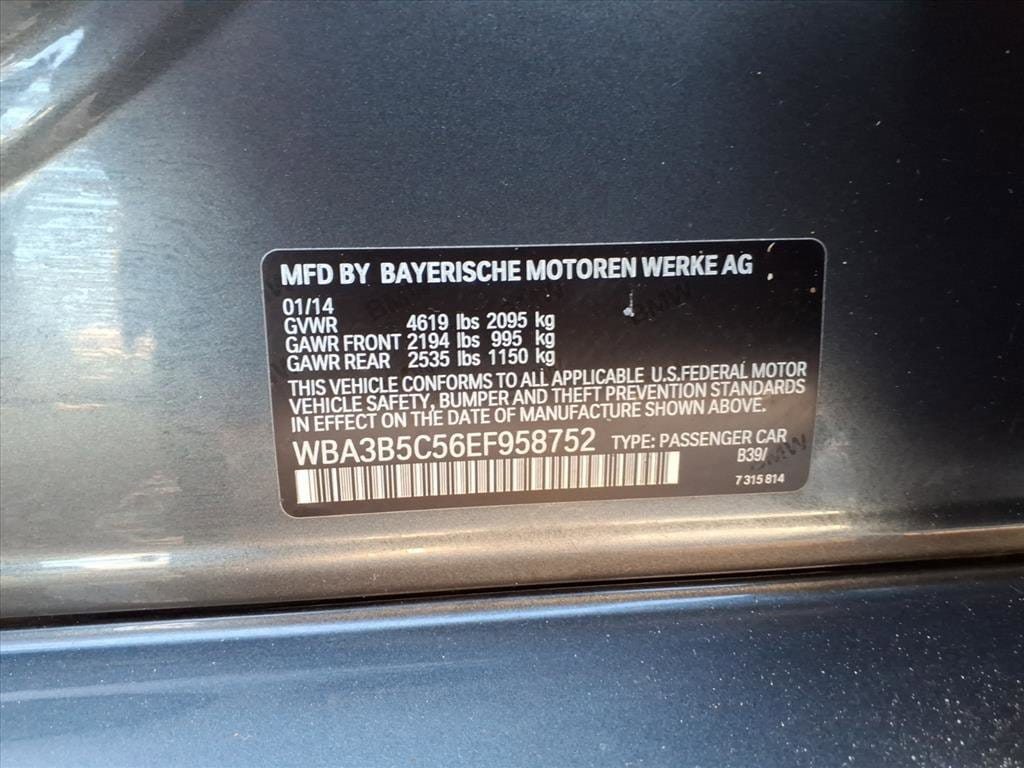 MFD BY BAYERISCHE MOTOREN WERKE AG
01/14
GVWR 4619 lbs 2095 kg
GAWR FRONT 2194 lbs 995 kg
GAWR REAR 2535 lbs 1150 kg
THIS VEHICLE CONFORMS TO ALL APPLICABLE U.S.FEDERAL MOTOR
VEHICLE SAFETY, BUMPER AND THEFT PREVENTION STANDARDS
IN EFFECT ON THE DATE OF MANUFACTURE SHOWN ABOVE.
WBA3B5C56EF958752 TYPE: PASSENGER CAR
B39/
7 315 814
BMW
BMW
BMW